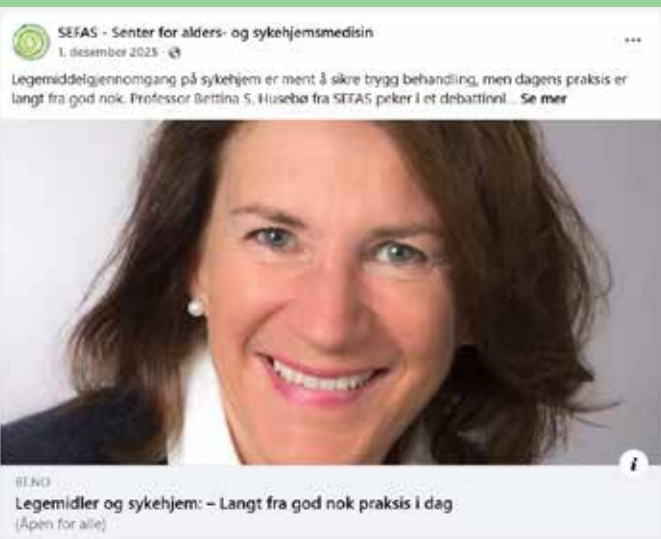 SEFAS - Senter for alders- og sykehjemsmedisin
1. desember 2025 ·
Legemiddelgjennomgang på sykehjem er ment å sikre trygg behandling, men dagens praksis er
langt fra god nok. Professor Bettina S. Husebø fra SEFAS peker i et debattinnl... Se mer
BT.NO
Legemidler og sykehjem: – Langt fra god nok praksis i dag
(Åpen for alle)